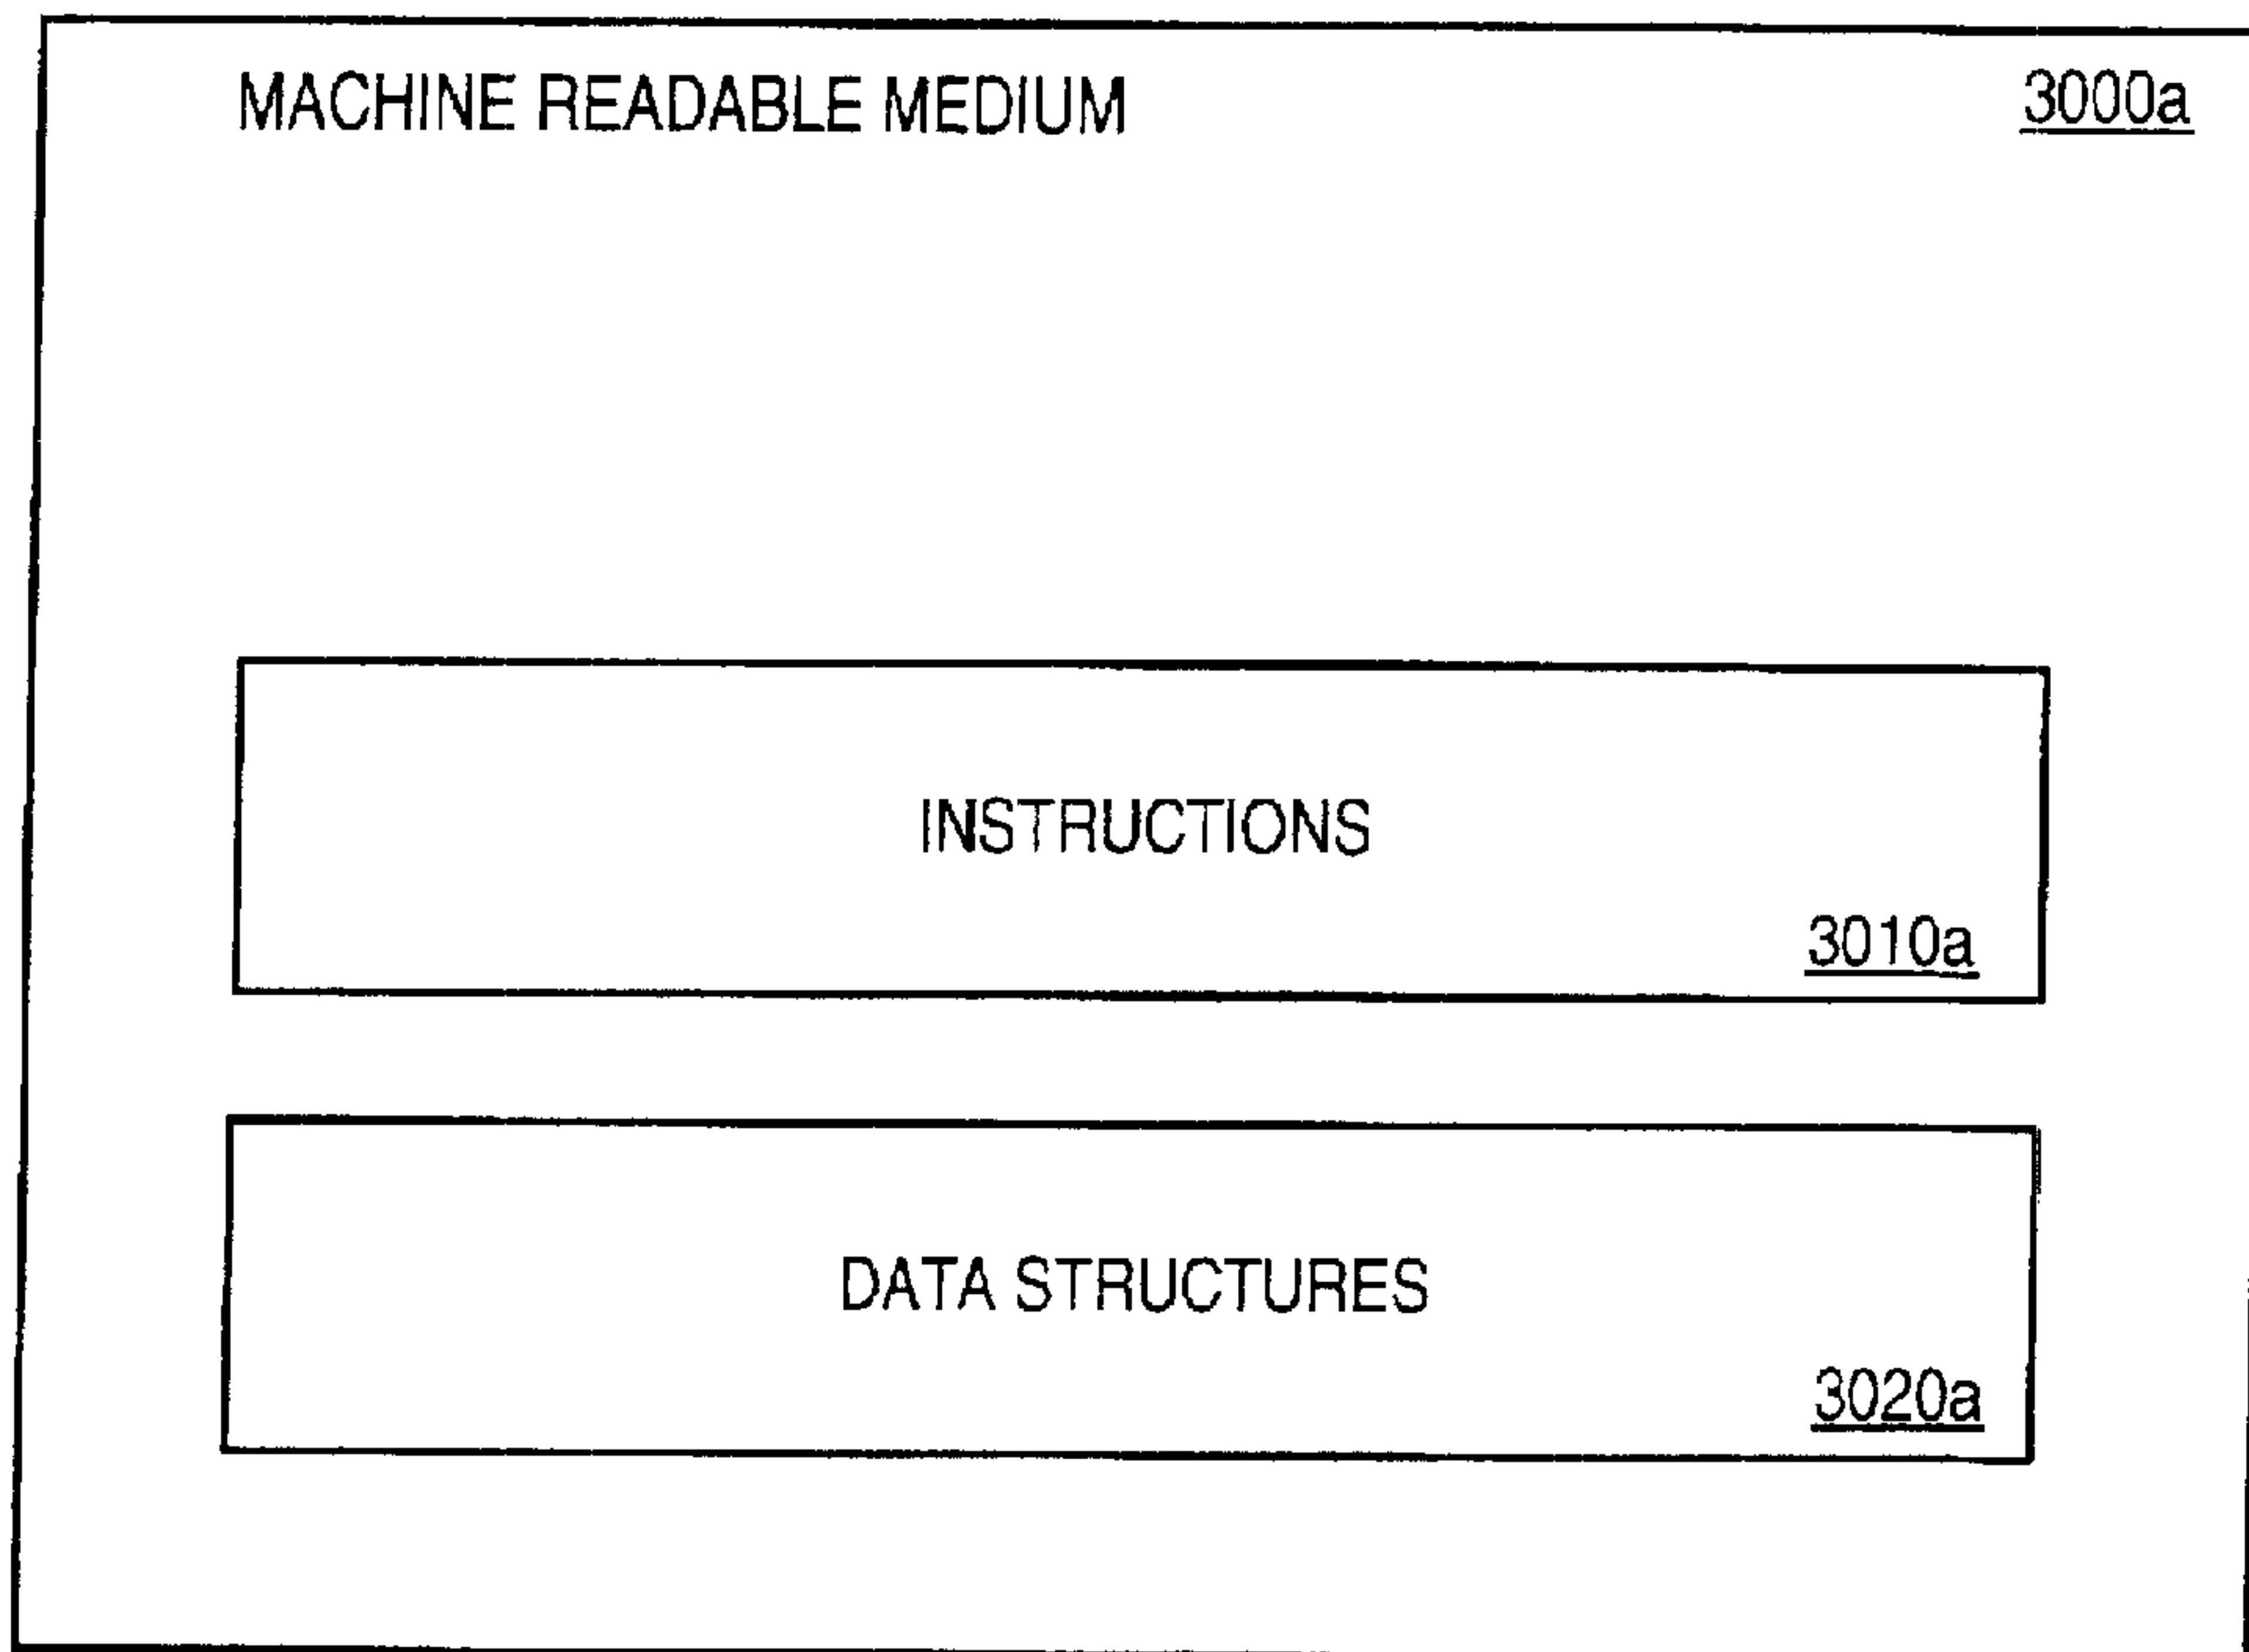 MACHINE READABLE MEDIUM 3000a
INSTRUCTIONS
3010a
DATA STRUCTURES
3020a